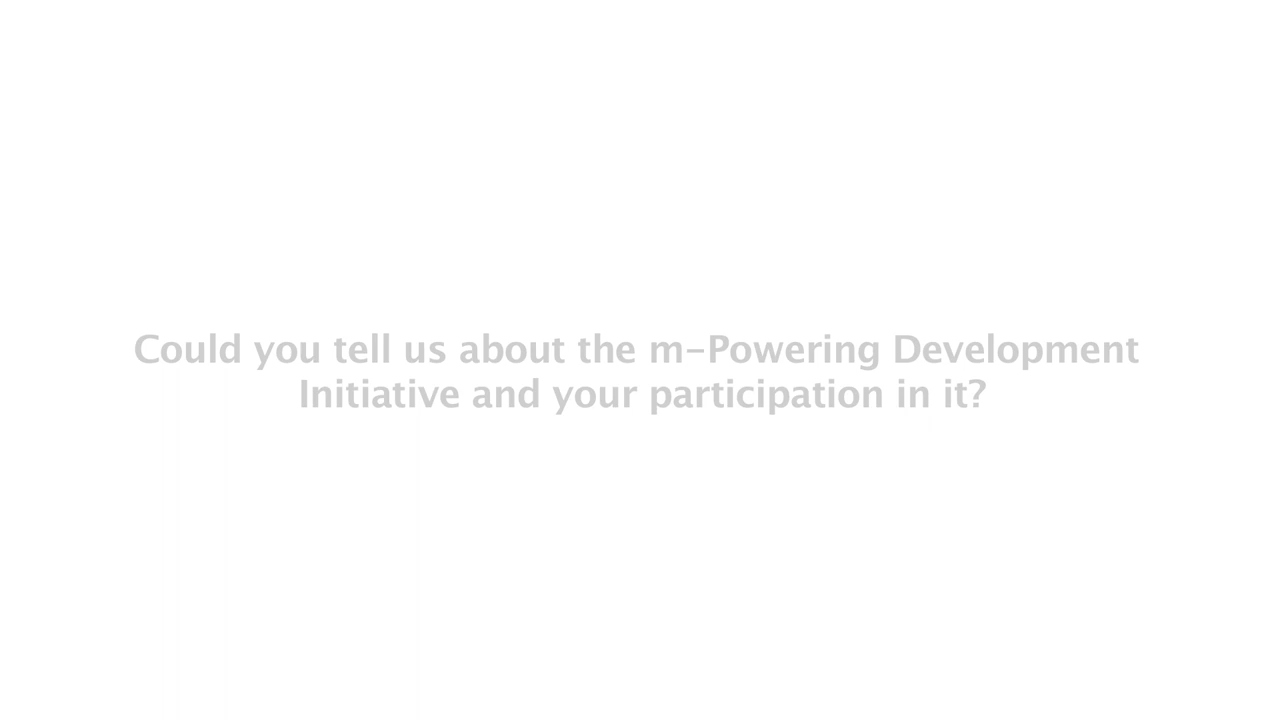 Could you tell us about the m-Powering Development
Initiative and your participation in it?